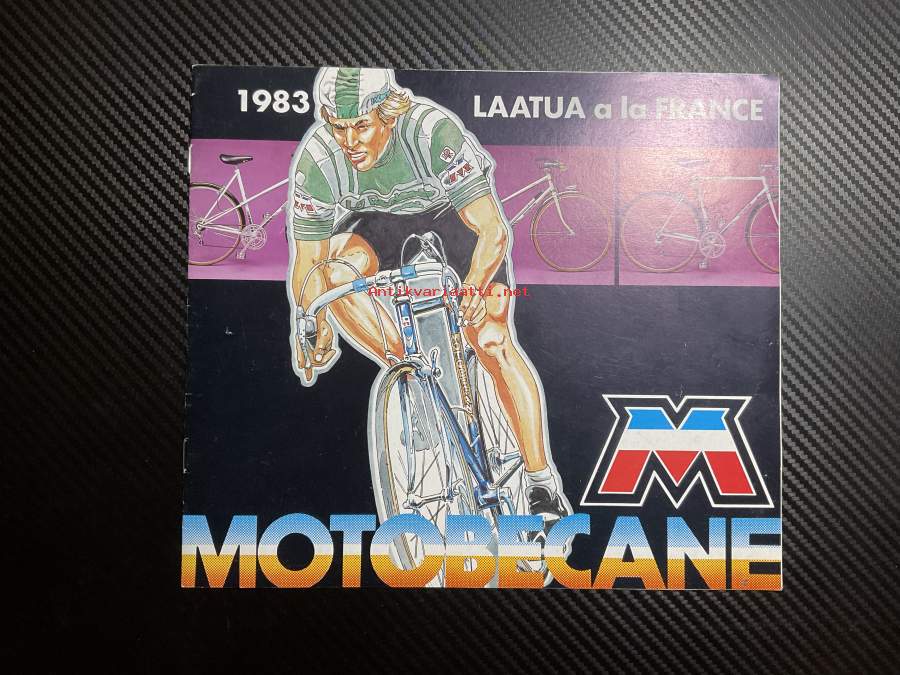 1983
LAATUA a la FRANCE
Antikvariaatti.net
MOTOBECANE